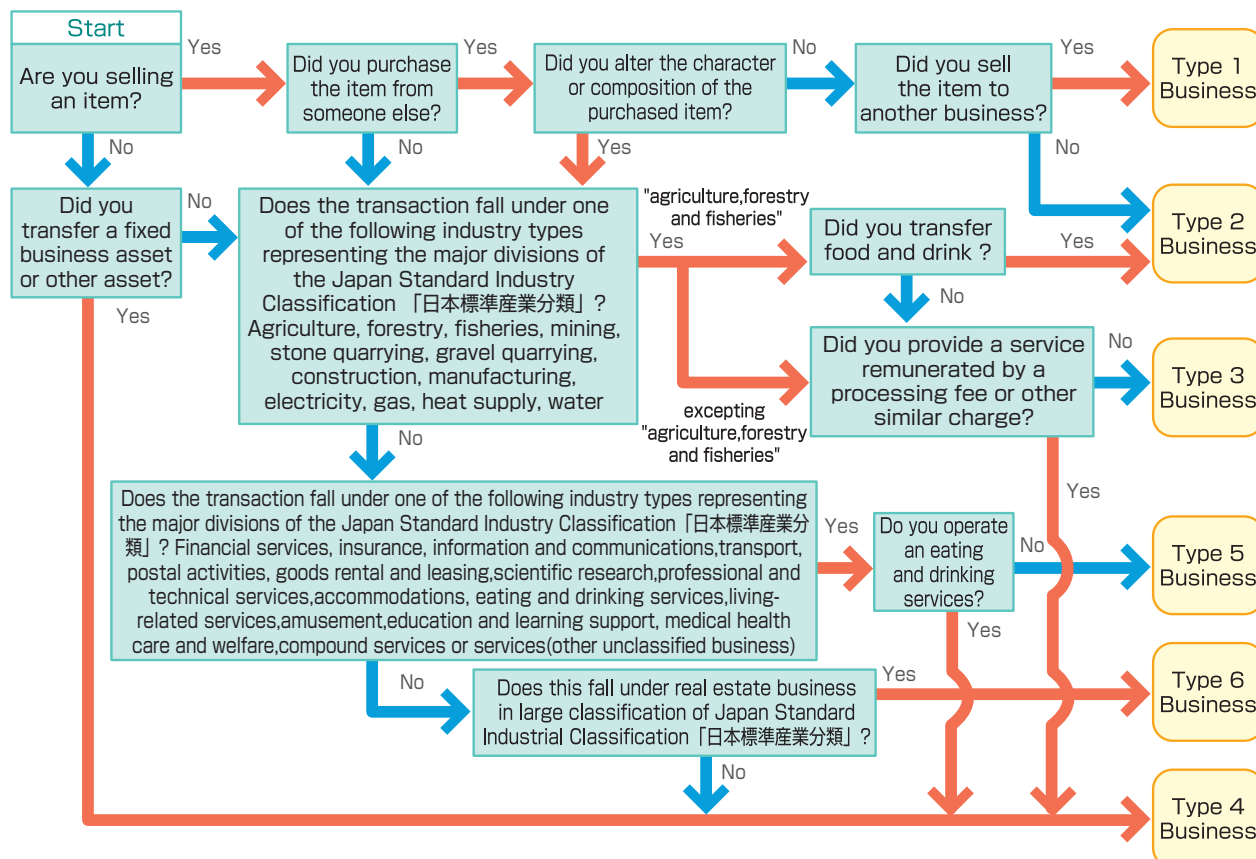 Start
Are you selling
an item?
Yes
No
Did you purchase
the item from
someone else?
Yes
No
Did you alter the character
or composition of the
purchased item?
No
Yes
Did you sell
the item to
another business?
Yes
No
Type 1
Business
Did you
transfer a fixed
business asset
or other asset?
No
Yes
Does the transaction fall under one
of the following industry types
representing the major divisions of
the Japan Standard Industry
Classification 「日本標準産業分類」?
Agriculture, forestry, fisheries, mining,
stone quarrying, gravel quarrying,
construction, manufacturing,
electricity, gas, heat supply, water
Yes
No
"agriculture,forestry
and fisheries"
excepting
"agriculture,forestry
and fisheries"
Did you transfer
food and drink ?
Yes
No
Type 2
Business
Did you provide a service
remunerated by a
processing fee or other
similar charge?
No
Yes
Type 3
Business
Does the transaction fall under one of the following industry types representing
the major divisions of the Japan Standard Industry Classification「日本標準産業分
類」? Financial services, insurance, information and communications,transport,
postal activities, goods rental and leasing,scientific research,professional and
technical services,accommodations, eating and drinking services,living-
related services,amusement,education and learning support, medical health
care and welfare,compound services or services(other unclassified business)
Yes
No
Do you operate
an eating
and drinking
services?
No
Yes
Type 5
Business
Does this fall under real estate business
in large classification of Japan Standard
Industrial Classification「日本標準産業分類」?
Yes
No
Type 6
Business
Type 4
Business